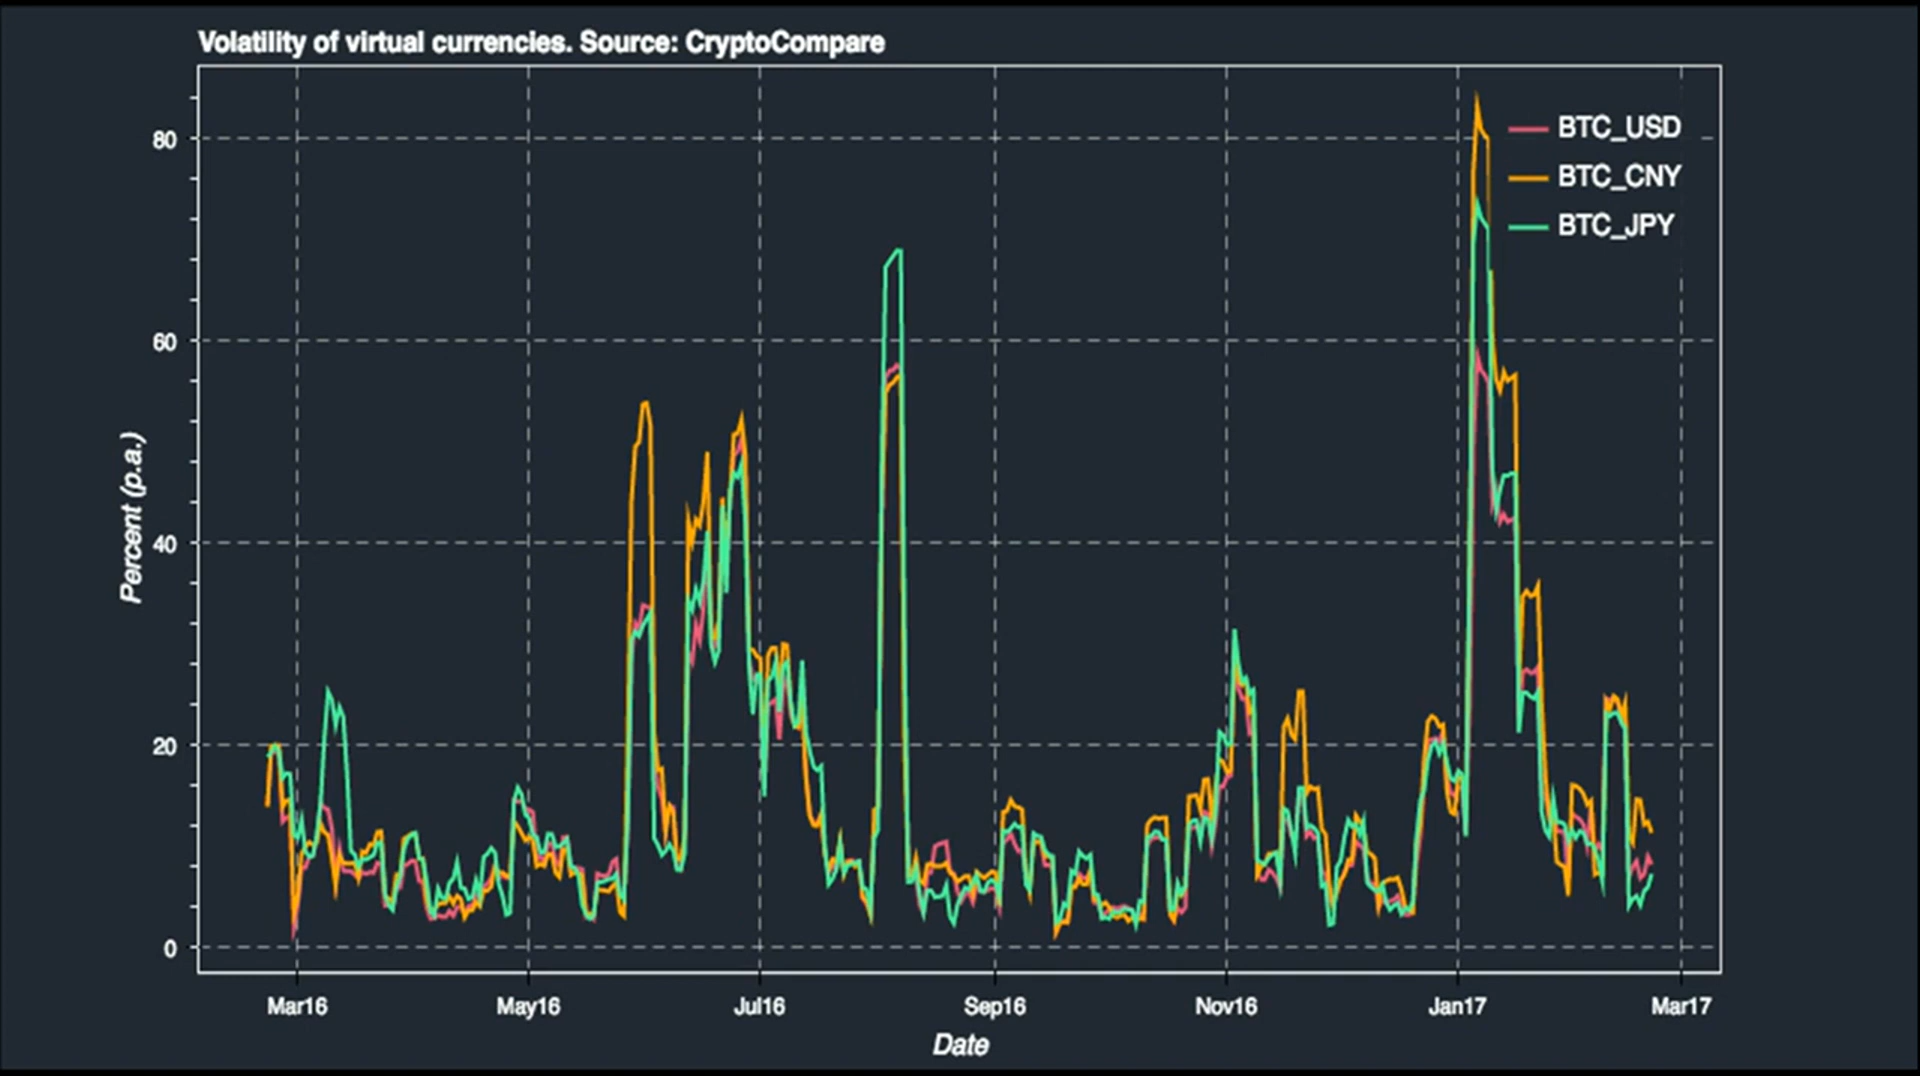 Volatility of virtual currencies. Source: CryptoCompare
BTC_USD
BTC_CNY
BTC_JPY
80
60
40
20
0
Percent (p.a.)
Mar16 May16 Jul16 Sep16 Nov16 Jan17 Mar17
Date